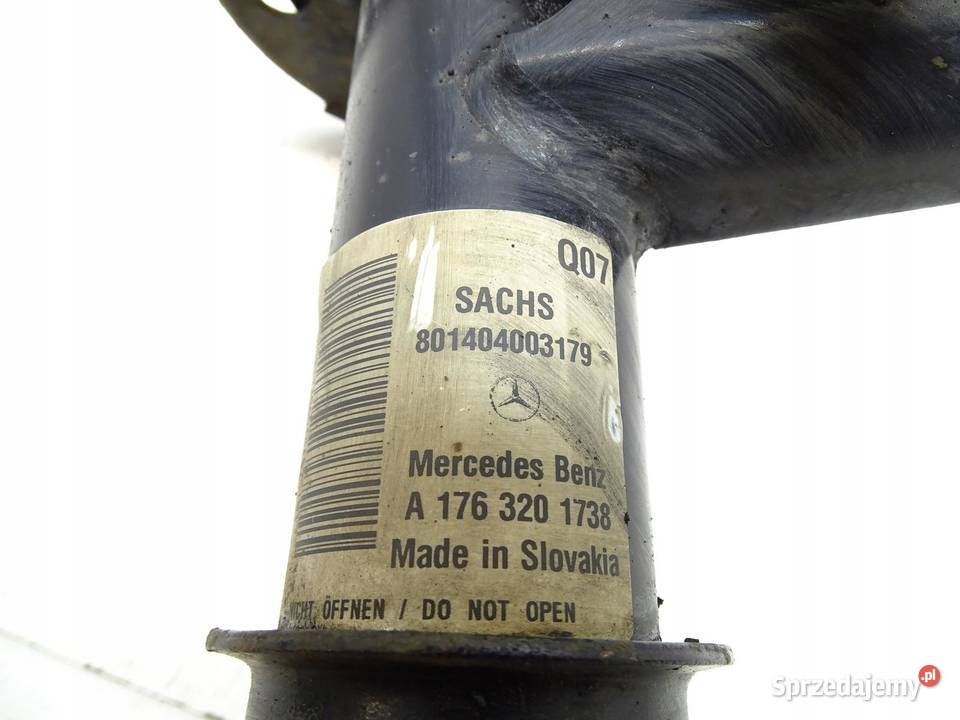 Q07
SACHS
801404003179
Mercedes Benz
A 176 320 1738
Made in Slovakia
NICHT ÖFFNEN / DO NOT OPEN
Sprzedajemy.pl